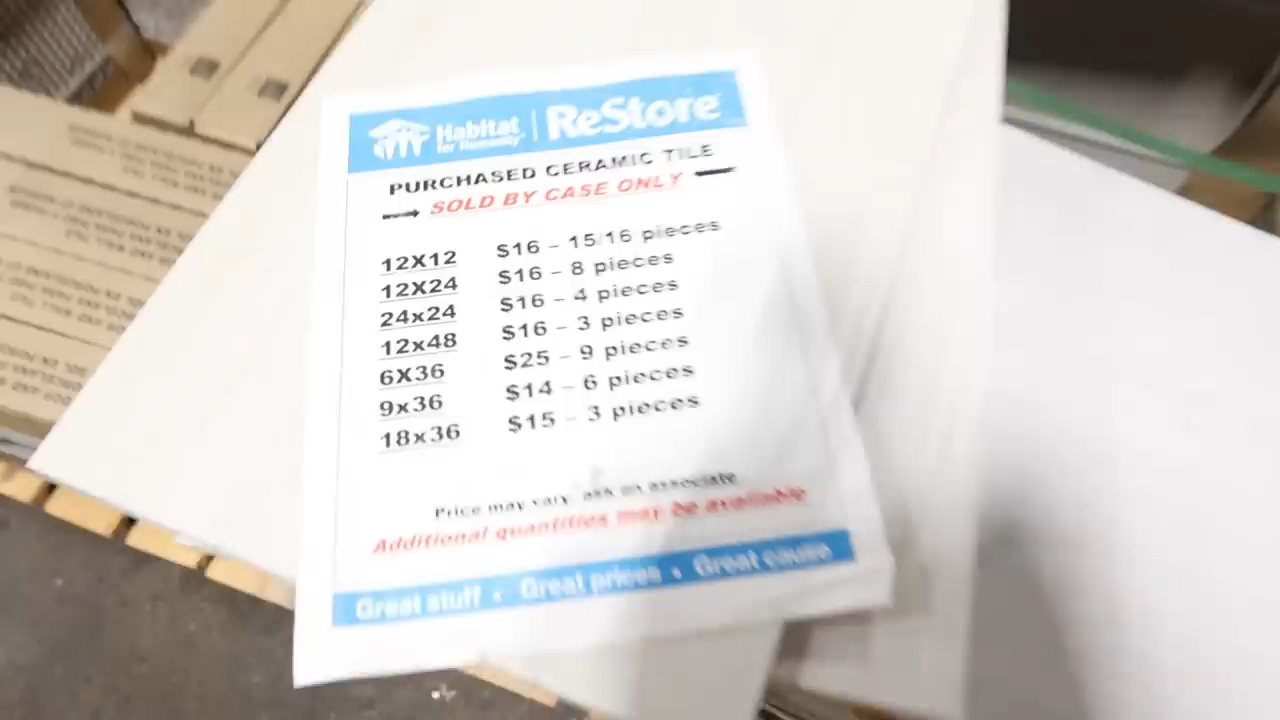 Habitat for Humanity | ReStore
PURCHASED CERAMIC TILE
SOLD BY CASE ONLY
12X12 $16 – 15/16 pieces
12X24 $16 – 8 pieces
24x24 $16 – 4 pieces
12x48 $16 – 3 pieces
6X36 $25 – 9 pieces
9x36 $14 – 6 pieces
18x36 $15 – 3 pieces
Price may vary, ask an associate
Additional quantities may be available
Great stuff • Great prices • Great cause